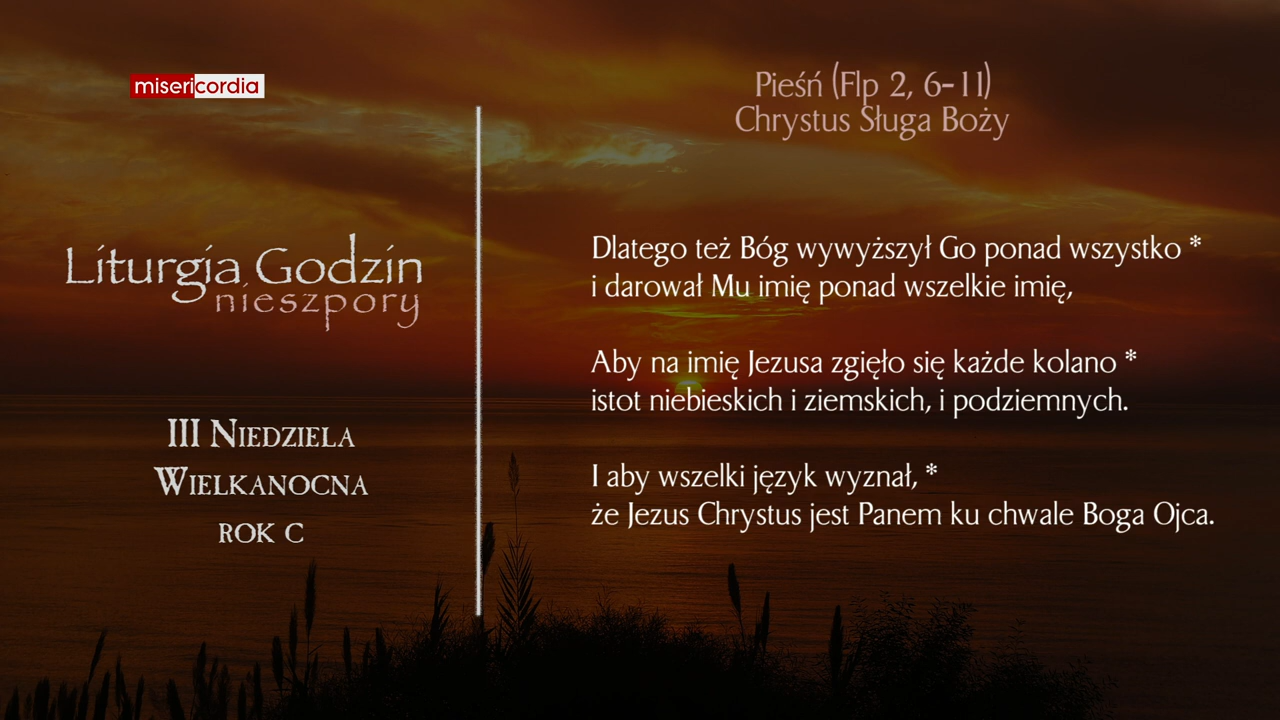 misericordia
Liturgia Godzin
nieszpory
III Niedziela
Wielkanocna
rok C
Pieśń (Flp 2, 6-11)
Chrystus Sługa Boży
Dlatego też Bóg wywyższył Go ponad wszystko *
i darował Mu imię ponad wszelkie imię,
Aby na imię Jezusa zgięło się każde kolano *
istot niebieskich i ziemskich, i podziemnych.
I aby wszelki język wyznał, *
że Jezus Chrystus jest Panem ku chwale Boga Ojca.